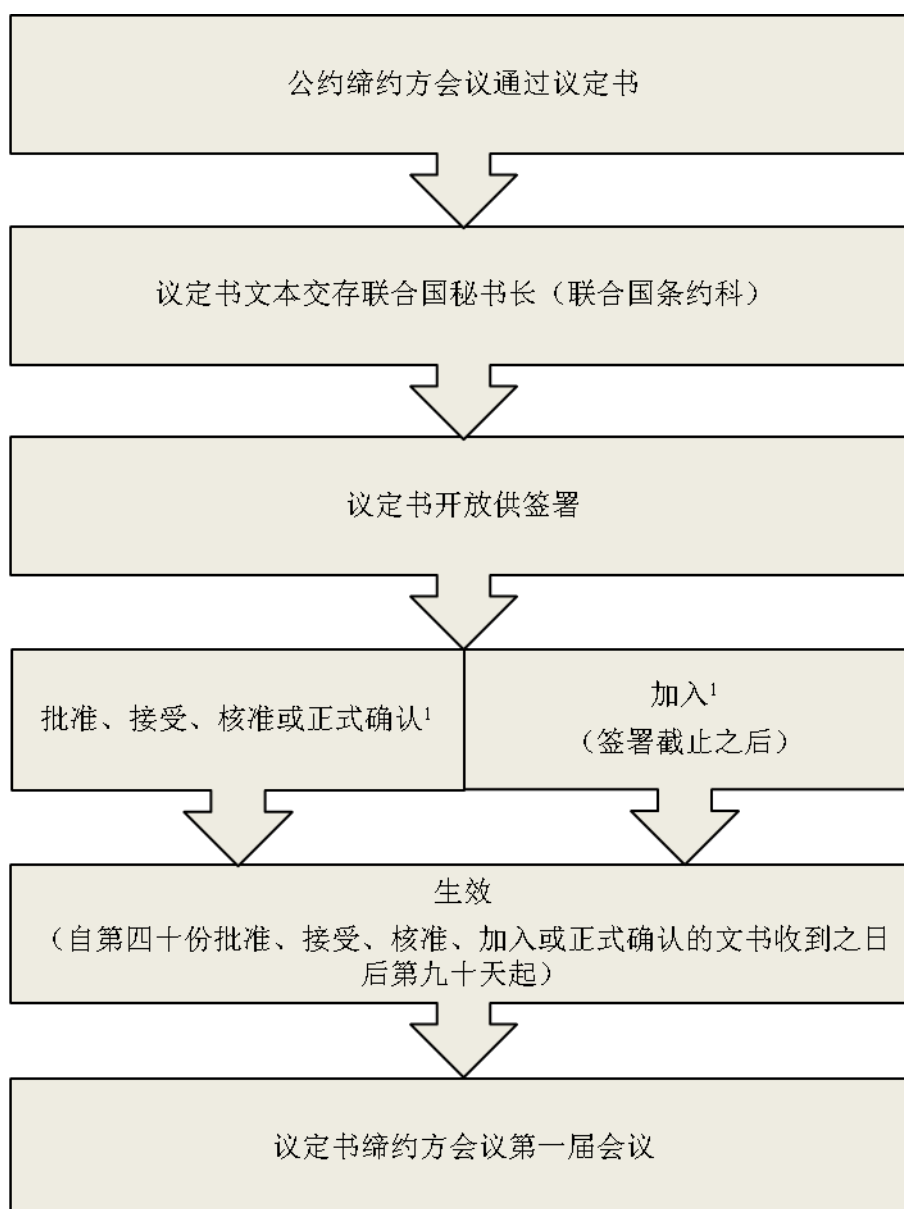 公约缔约方会议通过议定书
议定书文本交存联合国秘书长（联合国条约科）
议定书开放供签署
批准、接受、核准或正式确认¹
加入¹
（签署截止之后）
生效
（自第四十份批准、接受、核准、加入或正式确认的文书收到之日
后第九十天起）
议定书缔约方会议第一届会议